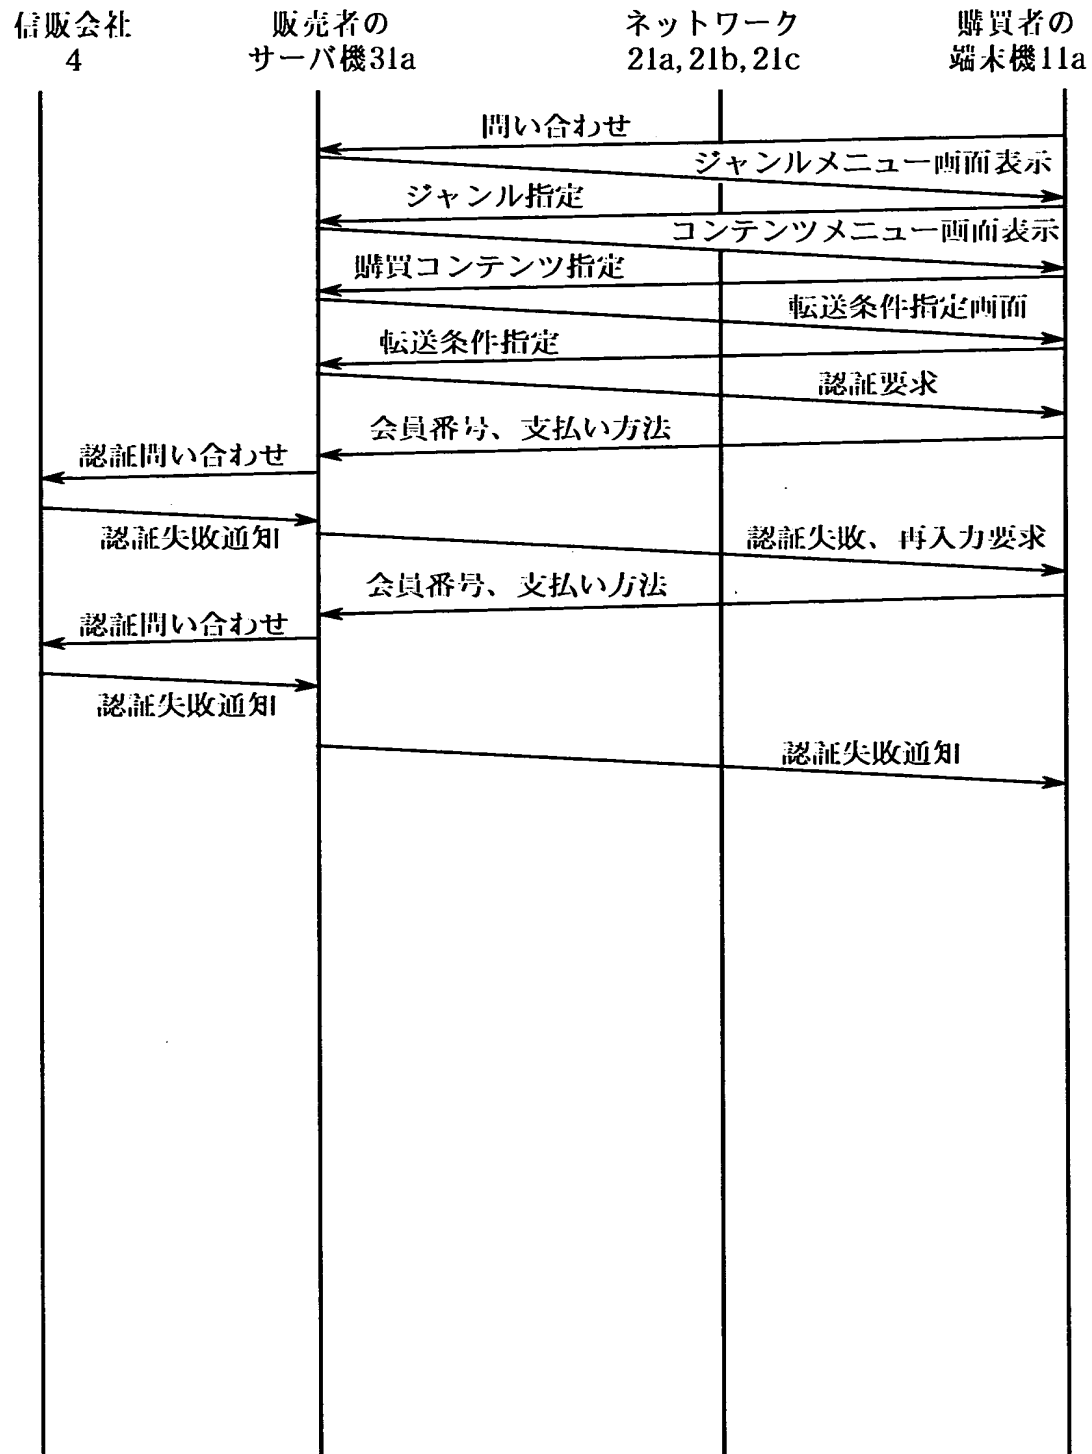 信販会社
4
販売者の
サーバ機31a
ネットワーク
21a,21b,21c
購買者の
端末機11a
問い合わせ
ジャンルメニュー画面表示
ジャンル指定
コンテンツメニュー画面表示
購買コンテンツ指定
転送条件指定画面
転送条件指定
認証要求
会員番号、支払い方法
認証問い合わせ
認証失敗通知
認証失敗、再入力要求
会員番号、支払い方法
認証問い合わせ
認証失敗通知
認証失敗通知